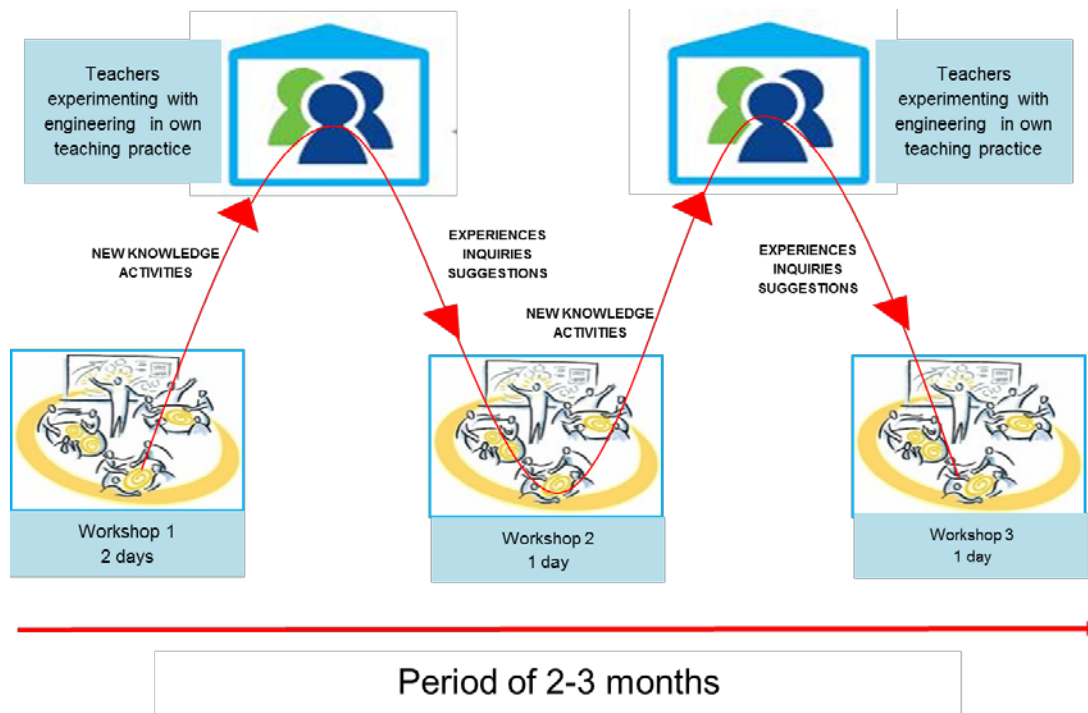 Teachers
experimenting with
engineering in own
teaching practice
Teachers
experimenting with
engineering in own
teaching practice
NEW KNOWLEDGE
ACTIVITIES
EXPERIENCES
INQUIRIES
SUGGESTIONS
NEW KNOWLEDGE
ACTIVITIES
EXPERIENCES
INQUIRIES
SUGGESTIONS
Workshop 1
2 days
Workshop 2
1 day
Workshop 3
1 day
Period of 2-3 months